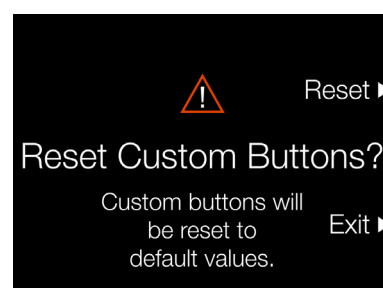 Reset
Reset Custom Buttons?
Custom buttons will
be reset to
default values.
Exit